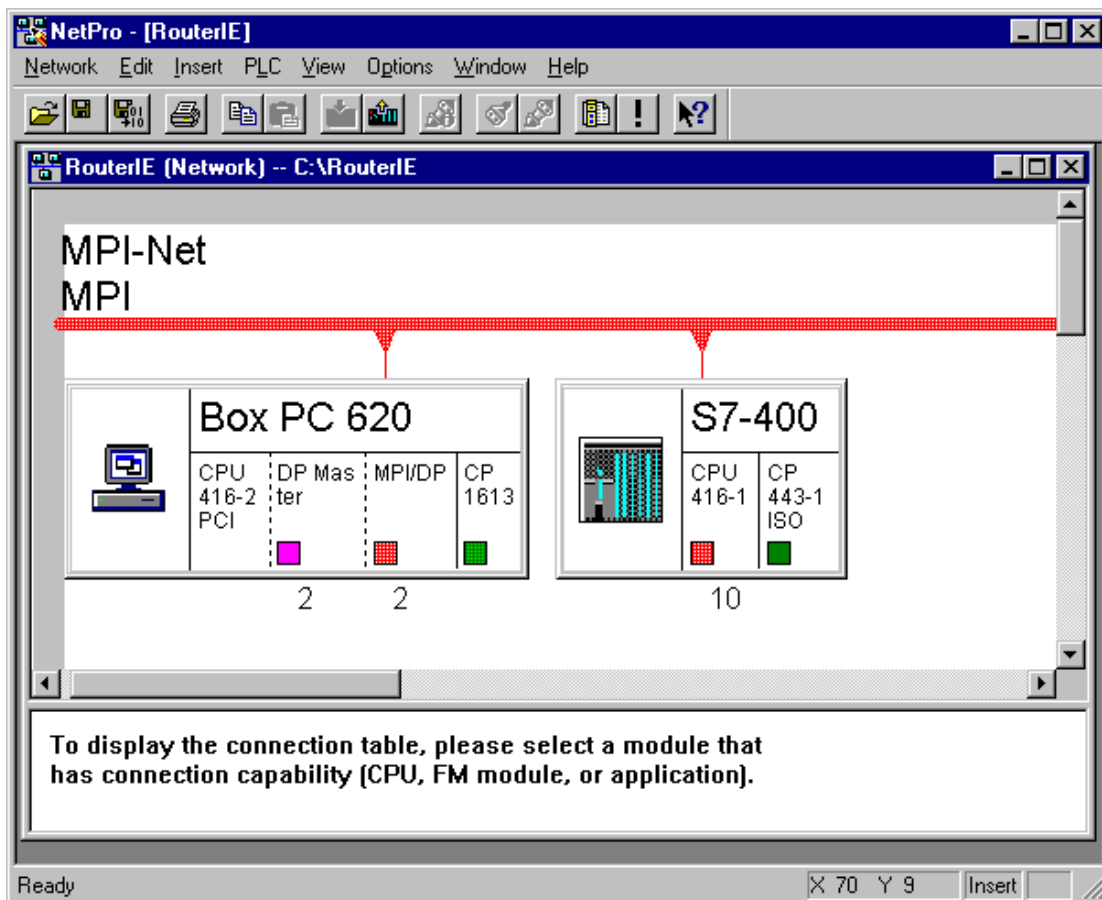 NetPro - [RouterIE]
Network Edit Insert PLC View Options Window Help
RouterIE (Network) -- C:\RouterIE
MPI-Net
MPI
Box PC 620
CPU 416-2 PCI
DP Mas ter
MPI/DP
CP 1613
2 2
S7-400
CPU 416-1
CP 443-1 ISO
10
To display the connection table, please select a module that
has connection capability (CPU, FM module, or application).
Ready X 70 Y 9 Insert